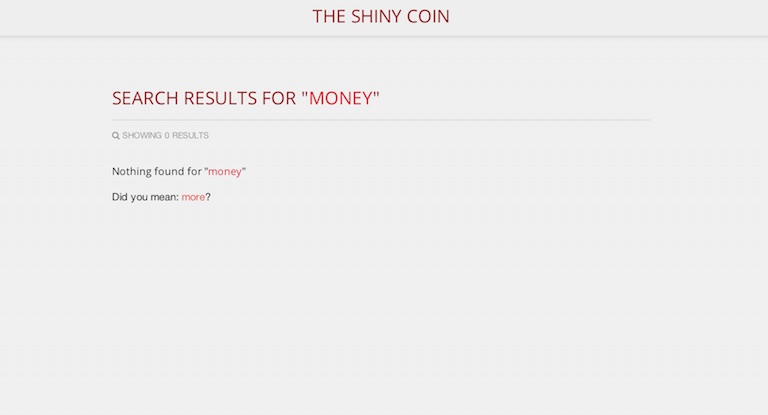 THE SHINY COIN
SEARCH RESULTS FOR "MONEY"
SHOWING 0 RESULTS
Nothing found for "money"
Did you mean: more?